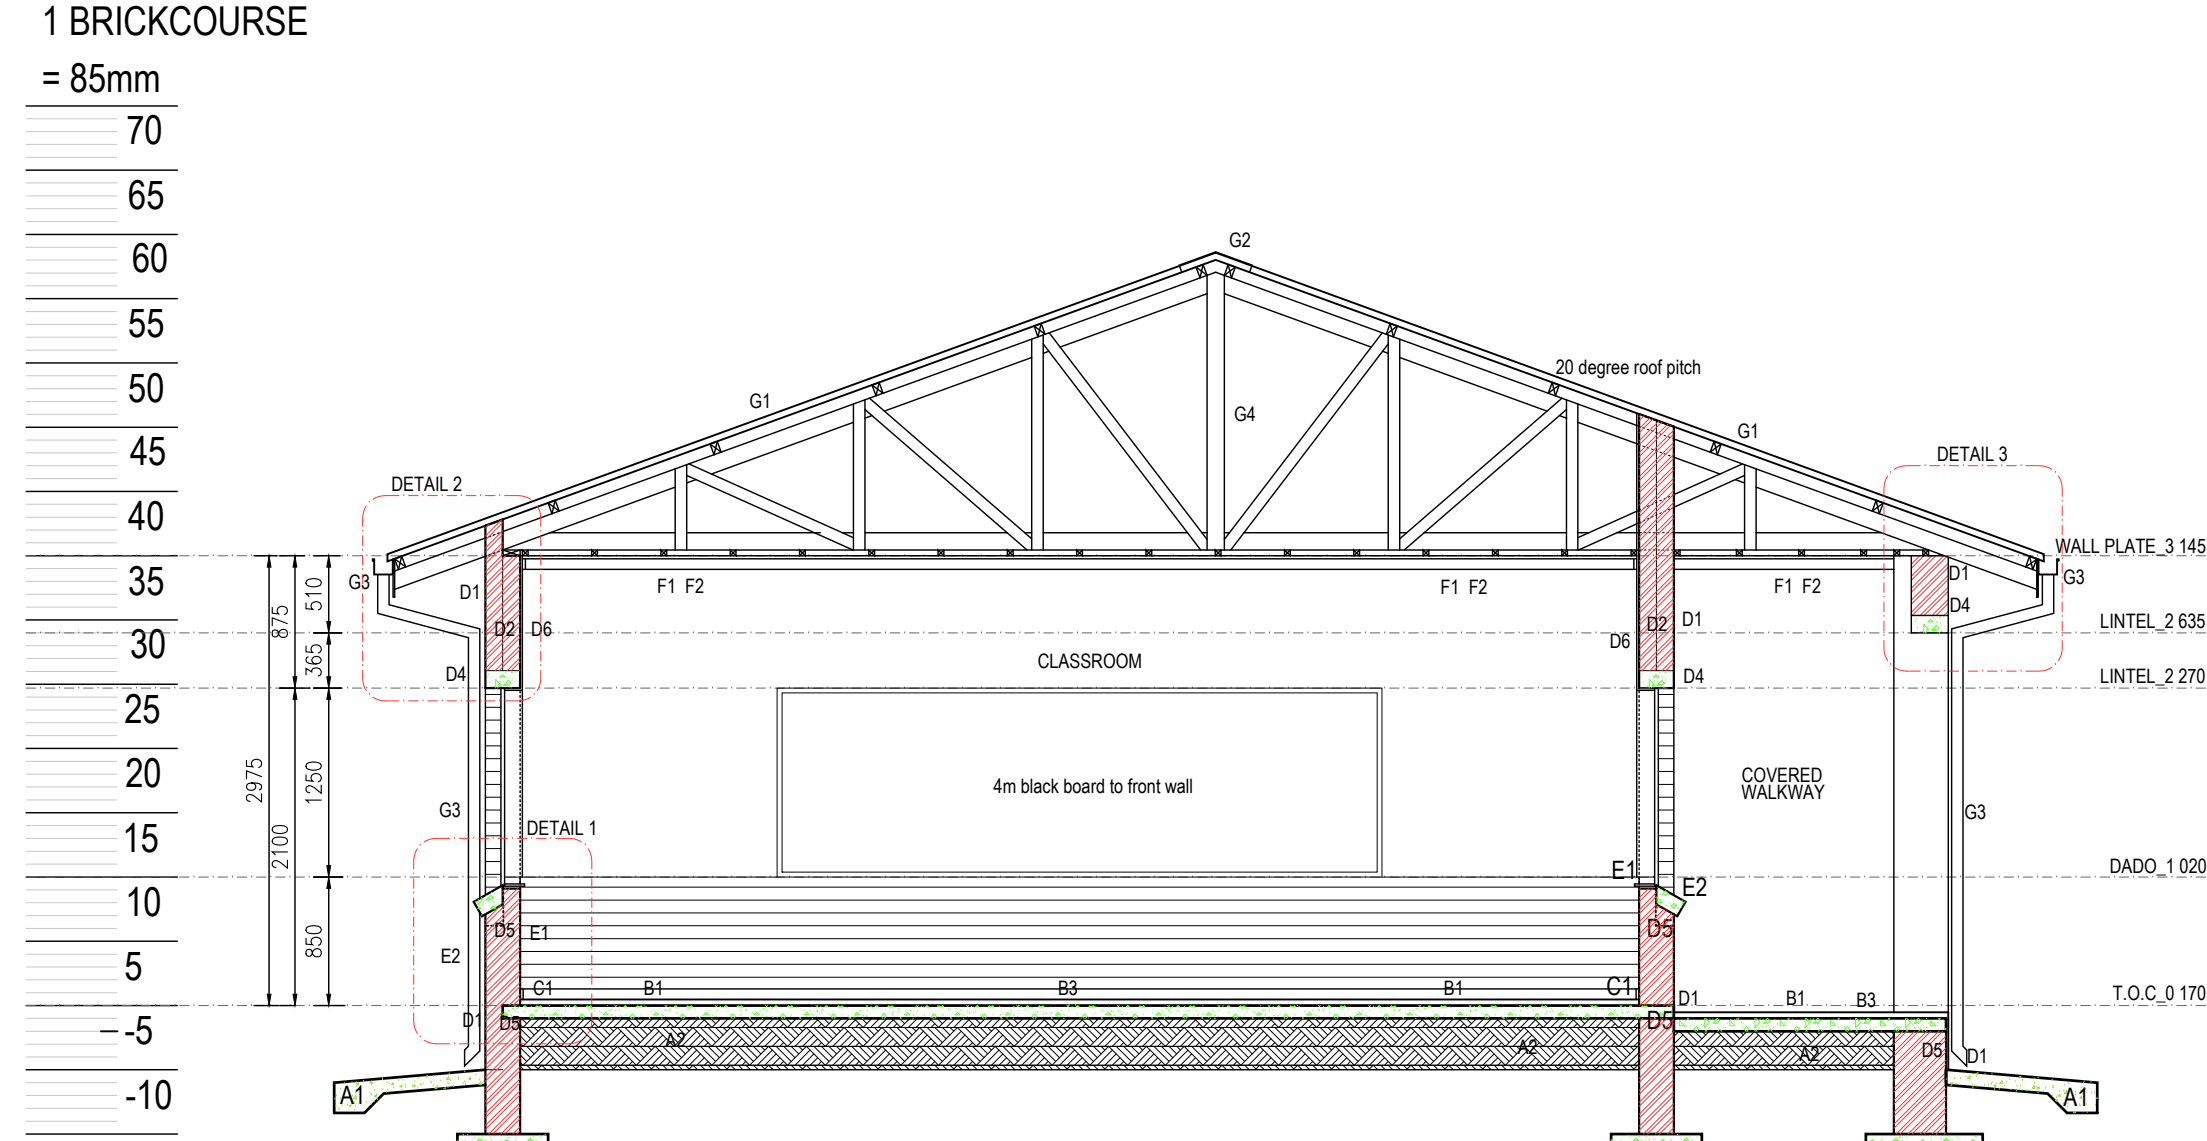 1 BRICKCOURSE
= 85mm
70
65
60
55
50
45
40
35
30
25
20
15
10
5
-5
-10
2975
875
2100
510
365
1250
850
G2
20 degree roof pitch
G1
G4
G1
DETAIL 2
DETAIL 3
WALL PLATE_3 145
G3
D1
F1 F2
F1 F2
F1 F2
D1
G3
D4
LINTEL_2 635
D2
D6
D6
D2
D1
CLASSROOM
D4
D4
LINTEL_2 270
4m black board to front wall
COVERED
WALKWAY
G3
G3
DETAIL 1
DADO_1 020
E1
E2
D5
E1
D5
E2
C1
B1
B3
B1
C1
D1
B1
B3
T.O.C_0 170
D1
D5
D5
A2
A2
A2
D5
D1
A1
A1